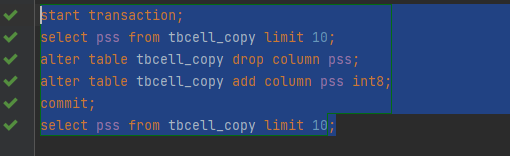 start transaction;
select pss from tbcell_copy limit 10;
alter table tbcell_copy drop column pss;
alter table tbcell_copy add column pss int8;
commit;
select pss from tbcell_copy limit 10;